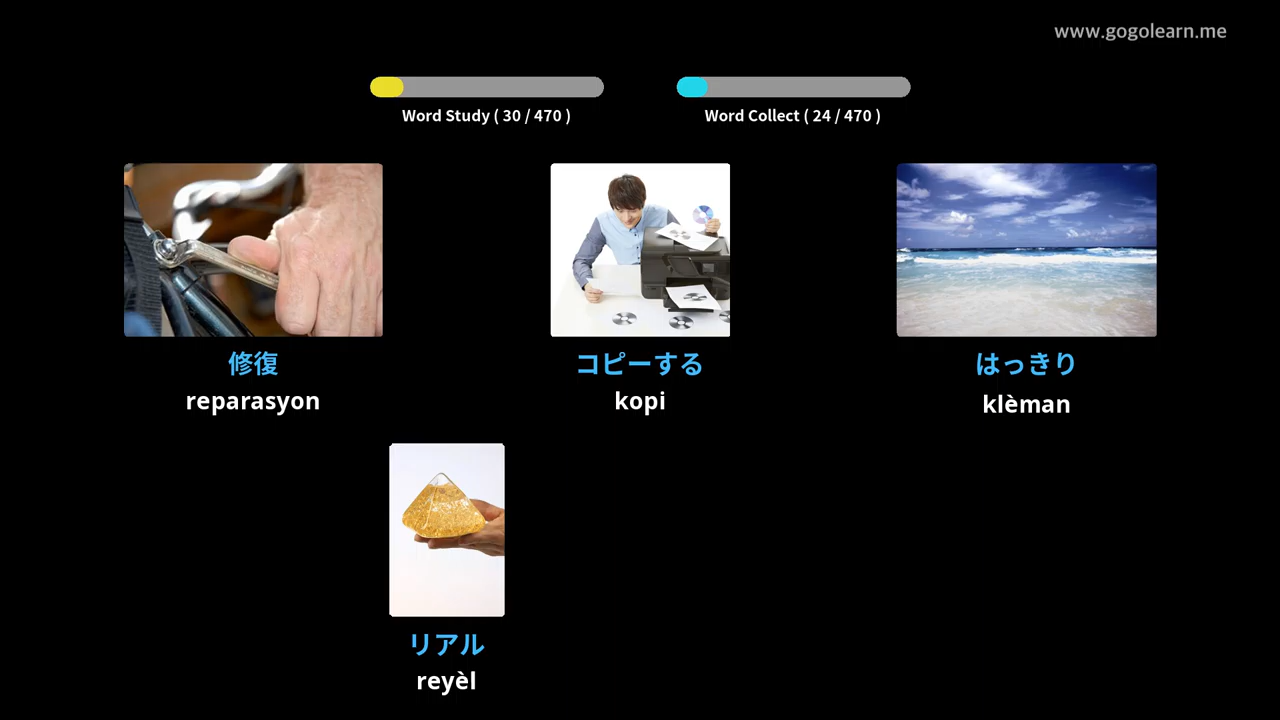 www.gogolearn.me
Word Study ( 30 / 470 )
Word Collect ( 24 / 470 )
修復
reparasyon
コピーする
kopi
はっきり
klèman
リアル
reyèl